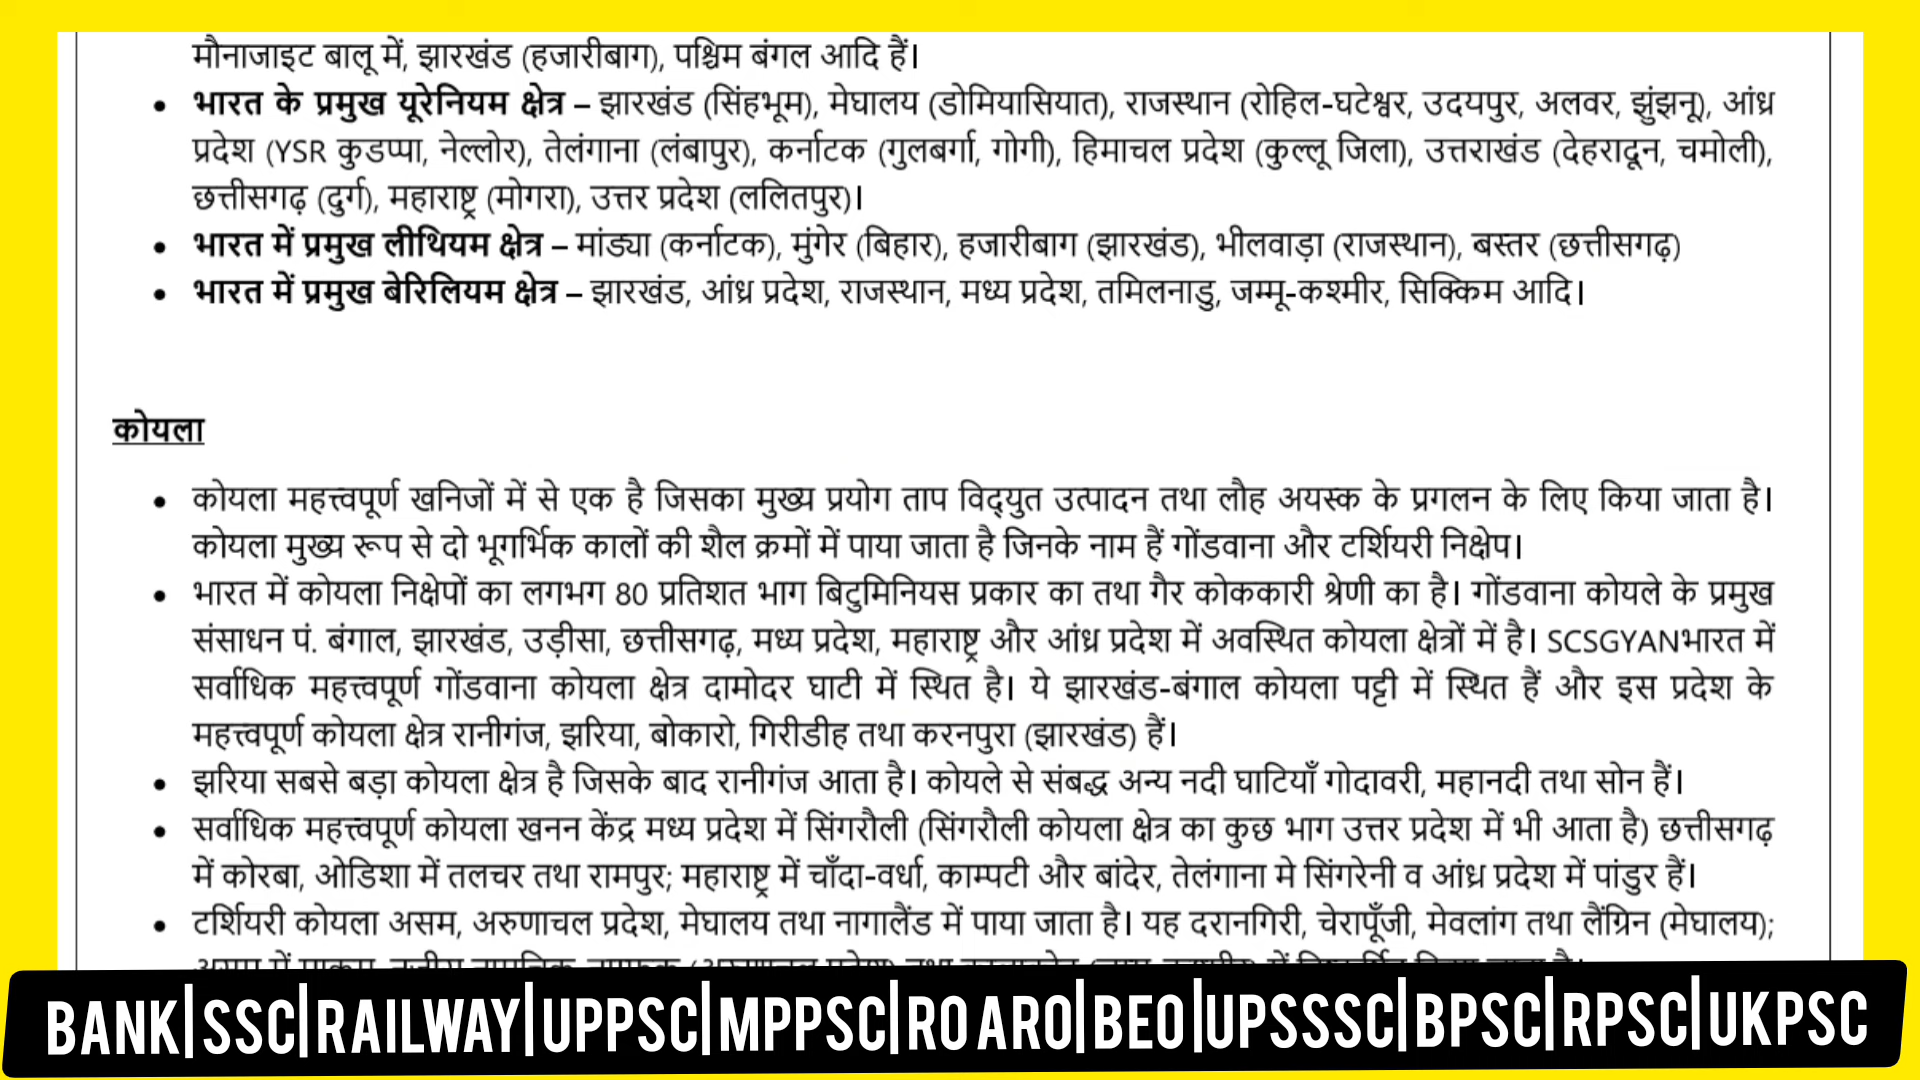 मौनाजाइट बालू में, झारखंड (हजारीबाग), पश्चिम बंगल आदि हैं।
• भारत के प्रमुख यूरेनियम क्षेत्र – झारखंड (सिंहभूम), मेघालय (डोमियासियात), राजस्थान (रोहिल-घटेश्वर, उदयपुर, अलवर, झुंझनू), आंध्र
प्रदेश (YSR कुडप्पा, नेल्लोर), तेलंगाना (लंबापुर), कर्नाटक (गुलबर्गा, गोगी), हिमाचल प्रदेश (कुल्लू जिला), उत्तराखंड (देहरादून, चमोली),
छत्तीसगढ़ (दुर्ग), महाराष्ट्र (मोगरा), उत्तर प्रदेश (ललितपुर)।
• भारत में प्रमुख लीथियम क्षेत्र – मांड्या (कर्नाटक), मुंगेर (बिहार), हजारीबाग (झारखंड), भीलवाड़ा (राजस्थान), बस्तर (छत्तीसगढ़)
• भारत में प्रमुख बेरिलियम क्षेत्र – झारखंड, आंध्र प्रदेश, राजस्थान, मध्य प्रदेश, तमिलनाडु, जम्मू-कश्मीर, सिक्किम आदि।
कोयला
• कोयला महत्त्वपूर्ण खनिजों में से एक है जिसका मुख्य प्रयोग ताप विद्युत उत्पादन तथा लौह अयस्क के प्रगलन के लिए किया जाता है।
कोयला मुख्य रूप से दो भूगर्भिक कालों की शैल क्रमों में पाया जाता है जिनके नाम हैं गोंडवाना और टर्शियरी निक्षेप।
• भारत में कोयला निक्षेपों का लगभग 80 प्रतिशत भाग बिटुमिनियस प्रकार का तथा गैर कोककारी श्रेणी का है। गोंडवाना कोयले के प्रमुख
संसाधन पं. बंगाल, झारखंड, उड़ीसा, छत्तीसगढ़, मध्य प्रदेश, महाराष्ट्र और आंध्र प्रदेश में अवस्थित कोयला क्षेत्रों में है। SCSGYANभारत में
सर्वाधिक महत्त्वपूर्ण गोंडवाना कोयला क्षेत्र दामोदर घाटी में स्थित है। ये झारखंड-बंगाल कोयला पट्टी में स्थित हैं और इस प्रदेश के
महत्त्वपूर्ण कोयला क्षेत्र रानीगंज, झरिया, बोकारो, गिरीडीह तथा करनपुरा (झारखंड) हैं।
• झरिया सबसे बड़ा कोयला क्षेत्र है जिसके बाद रानीगंज आता है। कोयले से संबद्ध अन्य नदी घाटियाँ गोदावरी, महानदी तथा सोन हैं।
• सर्वाधिक महत्त्वपूर्ण कोयला खनन केंद्र मध्य प्रदेश में सिंगरौली (सिंगरौली कोयला क्षेत्र का कुछ भाग उत्तर प्रदेश में भी आता है) छत्तीसगढ़
में कोरबा, ओडिशा में तलचर तथा रामपुर; महाराष्ट्र में चाँदा-वर्धा, काम्पटी और बांदेर, तेलंगाना मे सिंगरेनी व आंध्र प्रदेश में पांडुर हैं।
• टर्शियरी कोयला असम, अरुणाचल प्रदेश, मेघालय तथा नागालैंड में पाया जाता है। यह दरानगिरी, चेरापूँजी, मेवलांग तथा लैंग्रिन (मेघालय);
BANK|SSC|RAILWAY|UPPSC|MPPSC|RO ARO|BEO|UPSSSC|BPSC|RPSC|UKPSC